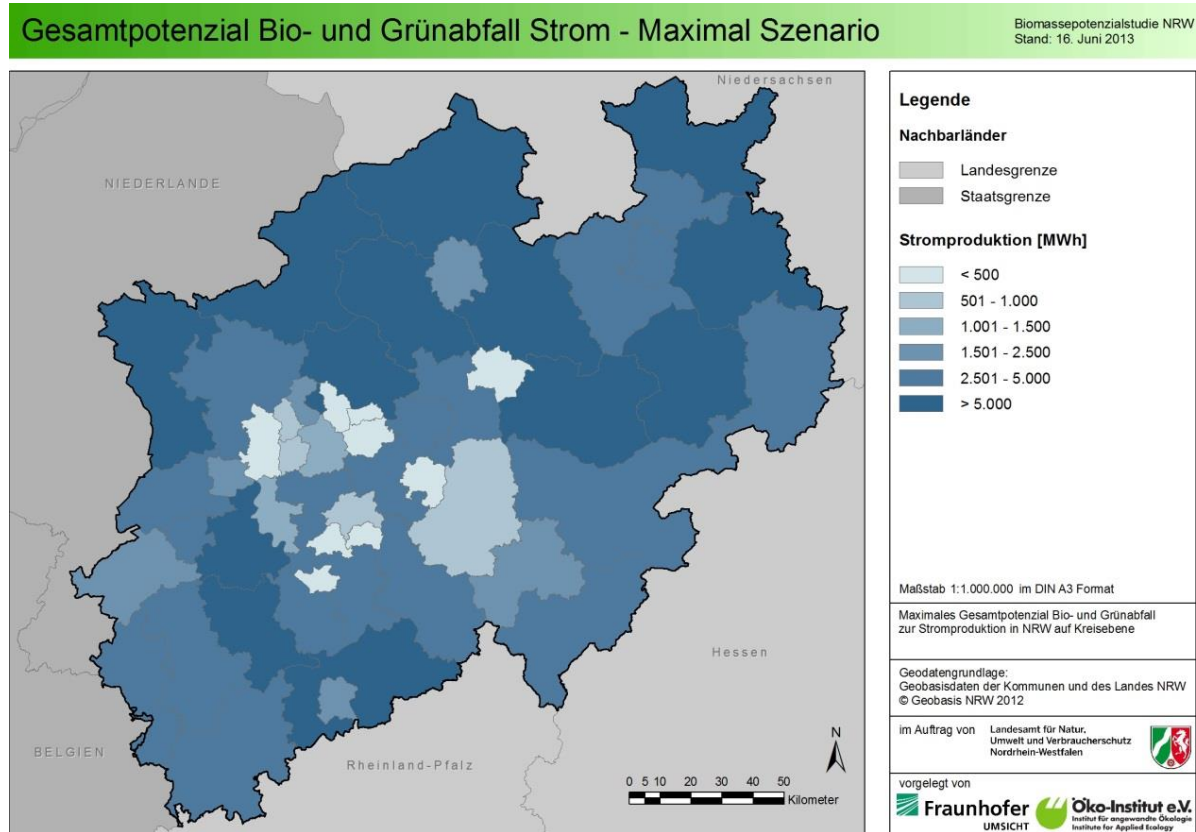 Gesamtpotenzial Bio- und Grünabfall Strom - Maximal Szenario
Biomassepotenzialstudie NRW
Stand: 16. Juni 2013
Niedersachsen
NIEDERLANDE
Hessen
BELGIEN
Rheinland-Pfalz
N
0 5 10 20 30 40 50
Kilometer
Legende
Nachbarländer
Landesgrenze
Staatsgrenze
Stromproduktion [MWh]
< 500
501 - 1.000
1.001 - 1.500
1.501 - 2.500
2.501 - 5.000
> 5.000
Maßstab 1:1.000.000 im DIN A3 Format
Maximales Gesamtpotenzial Bio- und Grünabfall
zur Stromproduktion in NRW auf Kreisebene
Geodatengrundlage:
Geobasisdaten der Kommunen und des Landes NRW
© Geobasis NRW 2012
im Auftrag von
Landesamt für Natur,
Umwelt und Verbraucherschutz
Nordrhein-Westfalen
vorgelegt von
Fraunhofer
UMSICHT
Öko-Institut e.V.
Institut für angewandte Ökologie
Institute for Applied Ecology